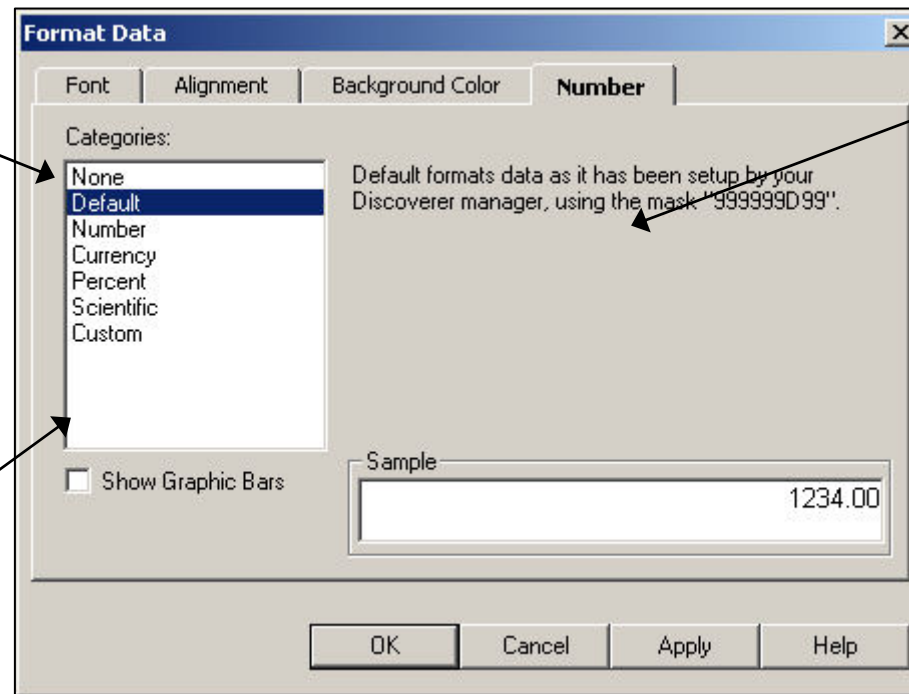 Format Data
Font Alignment Background Color Number
Categories:
None
Default
Number
Currency
Percent
Scientific
Custom
Default formats data as it has been setup by your
Discoverer manager, using the mask "999999D99".
Show Graphic Bars
Sample
1234.00
OK Cancel Apply Help